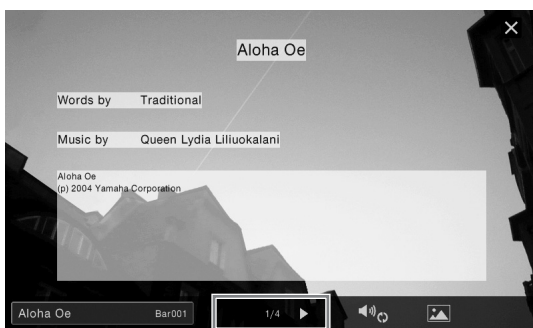 Aloha Oe
Words by Traditional
Music by Queen Lydia Liliuokalani
Aloha Oe
(p) 2004 Yamaha Corporation
Aloha Oe Bar001 1/4